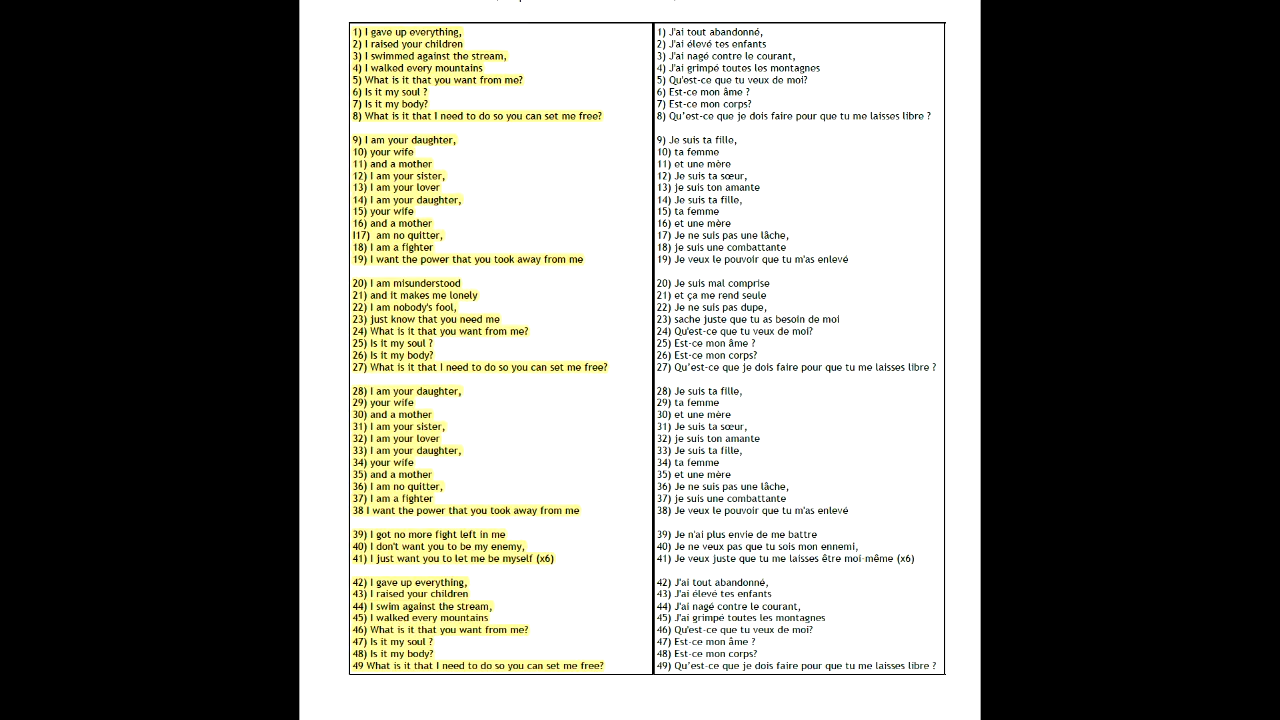 1) I gave up everything,
2) I raised your children
3) I swimmed against the stream,
4) I walked every mountains
5) What is it that you want from me?
6) Is it my soul ?
7) Is it my body?
8) What is it that I need to do so you can set me free?
9) I am your daughter,
10) your wife
11) and a mother
12) I am your sister,
13) I am your lover
14) I am your daughter,
15) your wife
16) and a mother
I17) am no quitter,
18) I am a fighter
19) I want the power that you took away from me
20) I am misunderstood
21) and it makes me lonely
22) I am nobody's fool,
23) just know that you need me
24) What is it that you want from me?
25) Is it my soul ?
26) Is it my body?
27) What is it that I need to do so you can set me free?
28) I am your daughter,
29) your wife
30) and a mother
31) I am your sister,
32) I am your lover
33) I am your daughter,
34) your wife
35) and a mother
36) I am no quitter,
37) I am a fighter
38 I want the power that you took away from me
39) I got no more fight left in me
40) I don't want you to be my enemy,
41) I just want you to let me be myself (x6)
42) I gave up everything,
43) I raised your children
44) I swim against the stream,
45) I walked every mountains
46) What is it that you want from me?
47) Is it my soul ?
48) Is it my body?
49 What is it that I need to do so you can set me free?
1) J'ai tout abandonné,
2) J'ai élevé tes enfants
3) J'ai nagé contre le courant,
4) J'ai grimpé toutes les montagnes
5) Qu'est-ce que tu veux de moi?
6) Est-ce mon âme ?
7) Est-ce mon corps?
8) Qu'est-ce que je dois faire pour que tu me laisses libre ?
9) Je suis ta fille,
10) ta femme
11) et une mère
12) Je suis ta sœur,
13) je suis ton amante
14) Je suis ta fille,
15) ta femme
16) et une mère
17) Je ne suis pas une lâche,
18) je suis une combattante
19) Je veux le pouvoir que tu m'as enlevé
20) Je suis mal comprise
21) et ça me rend seule
22) Je ne suis pas dupe,
23) sache juste que tu as besoin de moi
24) Qu'est-ce que tu veux de moi?
25) Est-ce mon âme ?
26) Est-ce mon corps?
27) Qu'est-ce que je dois faire pour que tu me laisses libre ?
28) Je suis ta fille,
29) ta femme
30) et une mère
31) Je suis ta sœur,
32) je suis ton amante
33) Je suis ta fille,
34) ta femme
35) et une mère
36) Je ne suis pas une lâche,
37) je suis une combattante
38) Je veux le pouvoir que tu m'as enlevé
39) Je n'ai plus envie de me battre
40) Je ne veux pas que tu sois mon ennemi,
41) Je veux juste que tu me laisses être moi-même (x6)
42) J'ai tout abandonné,
43) J'ai élevé tes enfants
44) J'ai nagé contre le courant,
45) J'ai grimpé toutes les montagnes
46) Qu'est-ce que tu veux de moi?
47) Est-ce mon âme ?
48) Est-ce mon corps?
49) Qu'est-ce que je dois faire pour que tu me laisses libre ?